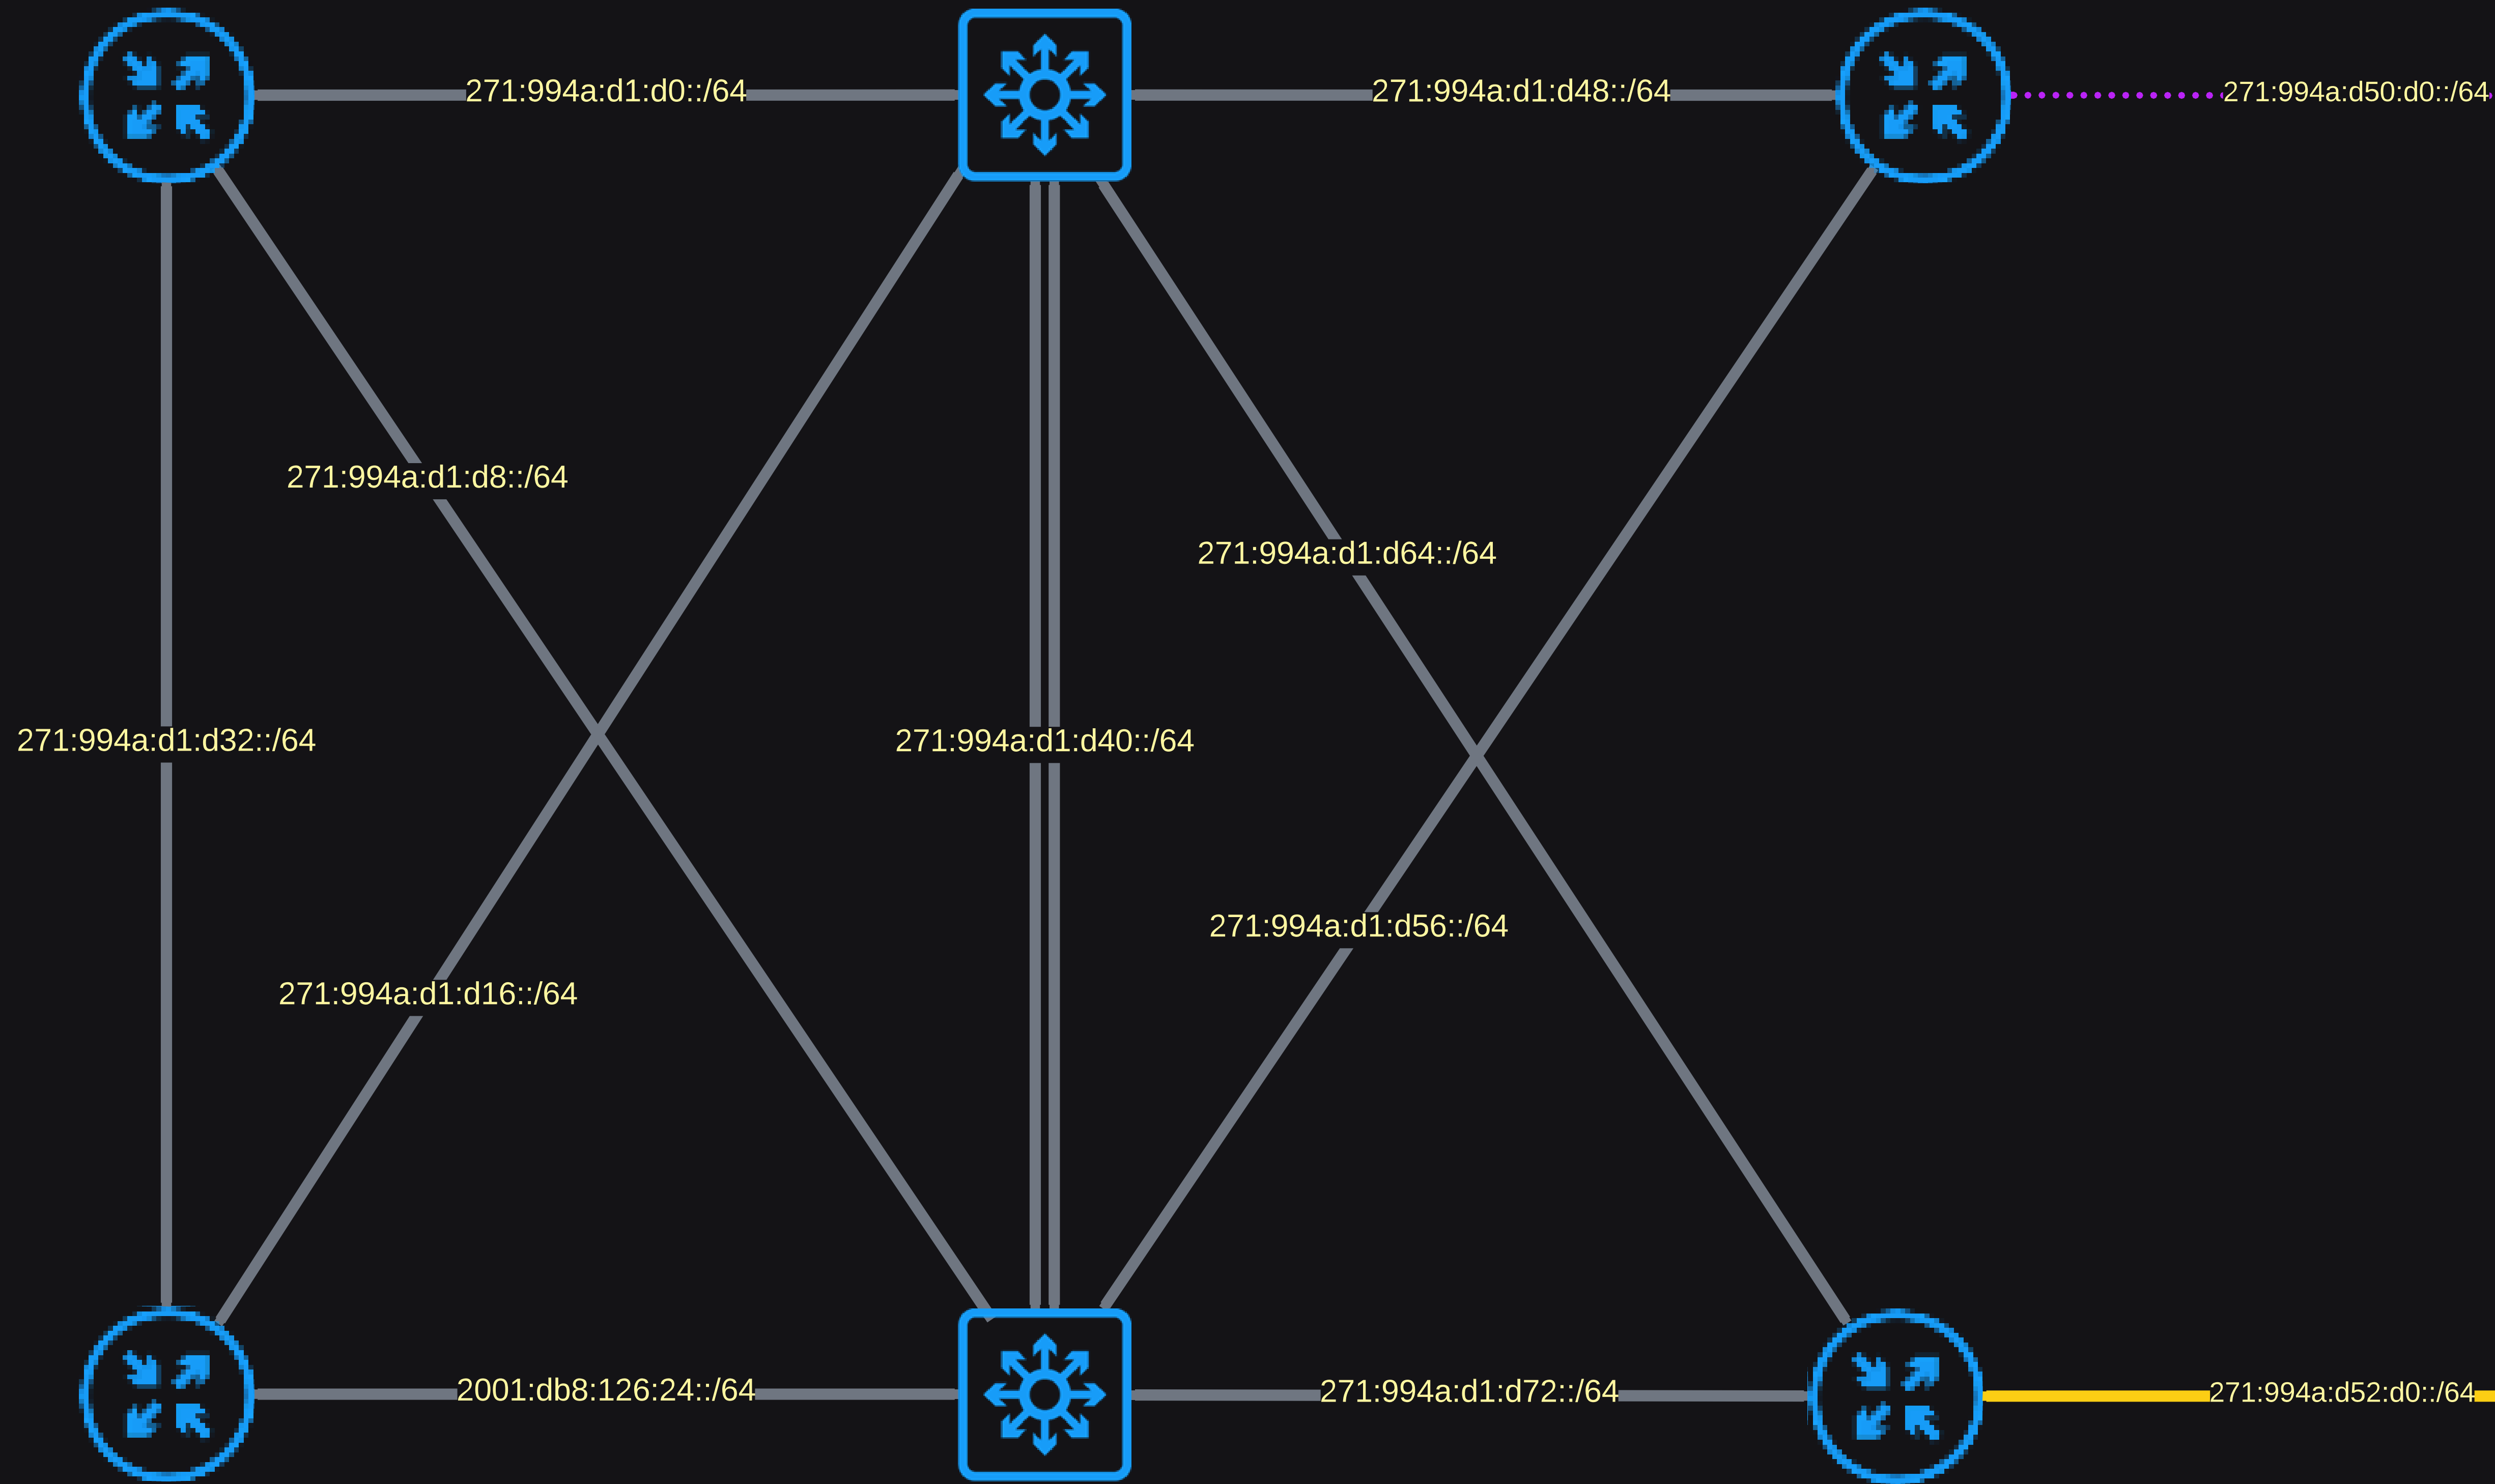 271:994a:d1:d0::/64
271:994a:d1:d48::/64
271:994a:d50:d0::/64
271:994a:d1:d8::/64
271:994a:d1:d64::/64
271:994a:d1:d32::/64
271:994a:d1:d40::/64
271:994a:d1:d56::/64
271:994a:d1:d16::/64
2001:db8:126:24::/64
271:994a:d1:d72::/64
271:994a:d52:d0::/64